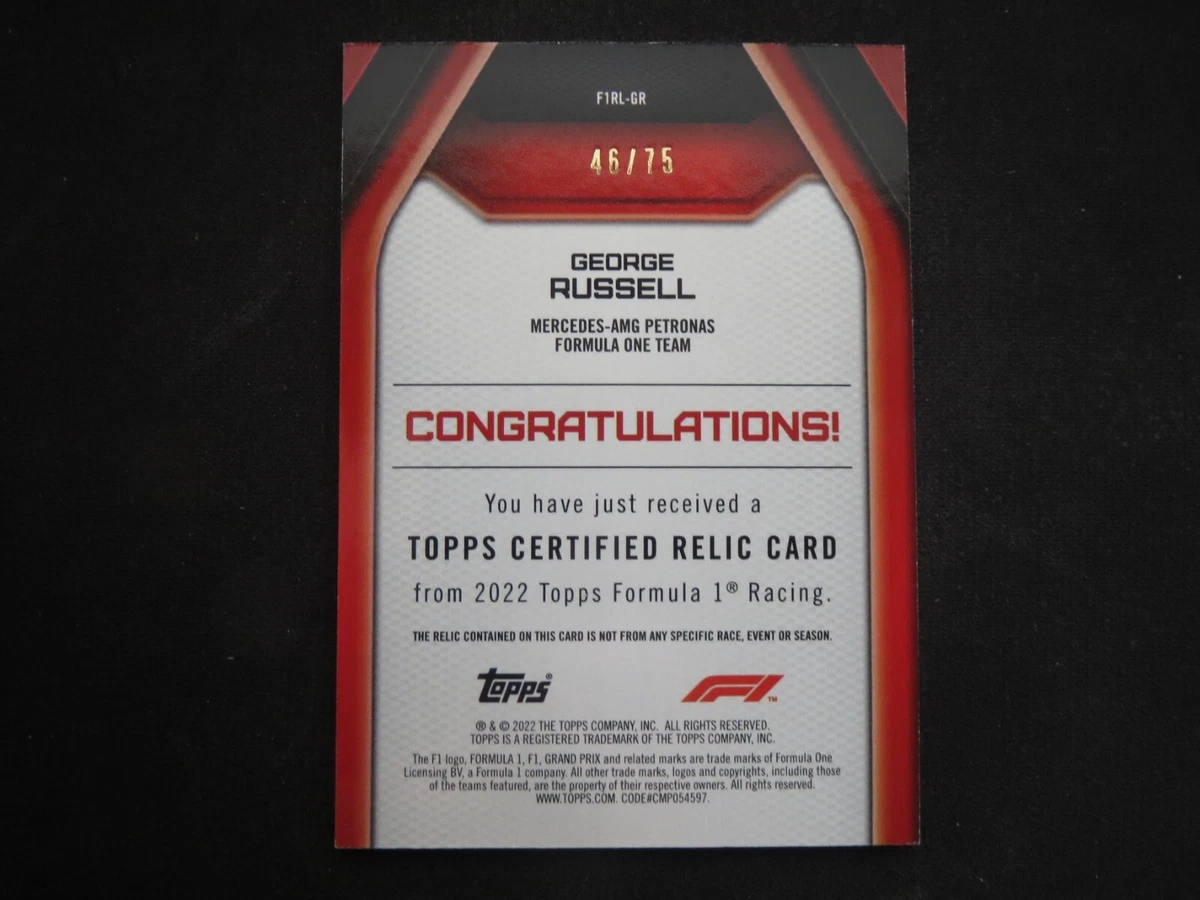 F1RL-GR
46/75
GEORGE
RUSSELL
MERCEDES-AMG PETRONAS
FORMULA ONE TEAM
CONGRATULATIONS!
You have just received a
TOPPS CERTIFIED RELIC CARD
from 2022 Topps Formula 1® Racing.
THE RELIC CONTAINED ON THIS CARD IS NOT FROM ANY SPECIFIC RACE, EVENT OR SEASON.
topps® F1™
® & © 2022 THE TOPPS COMPANY, INC. ALL RIGHTS RESERVED.
TOPPS IS A REGISTERED TRADEMARK OF THE TOPPS COMPANY, INC.
The F1 logo, FORMULA 1, F1, GRAND PRIX and related marks are trade marks of Formula One
Licensing BV, a Formula 1 company. All other trade marks, logos and copyrights, including those
of the teams featured, are the property of their respective owners. All rights reserved.
WWW.TOPPS.COM. CODE#CMP054597.